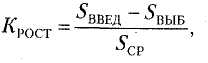 K_РОСТ = (S_ВВЕД − S_ВЫБ) / S_СР,